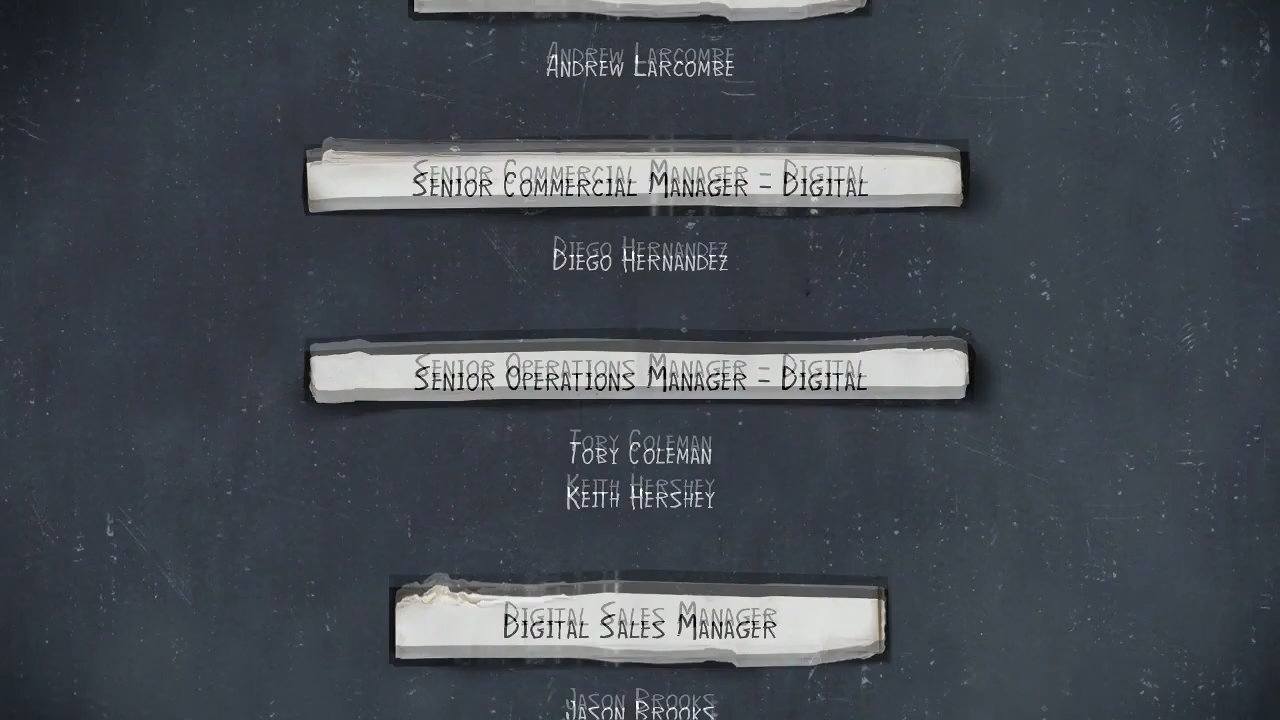 Andrew Larcombe
Senior Commercial Manager – Digital
Diego Hernandez
Senior Operations Manager – Digital
Toby Coleman
Keith Hershey
Digital Sales Manager
Jason Brooks